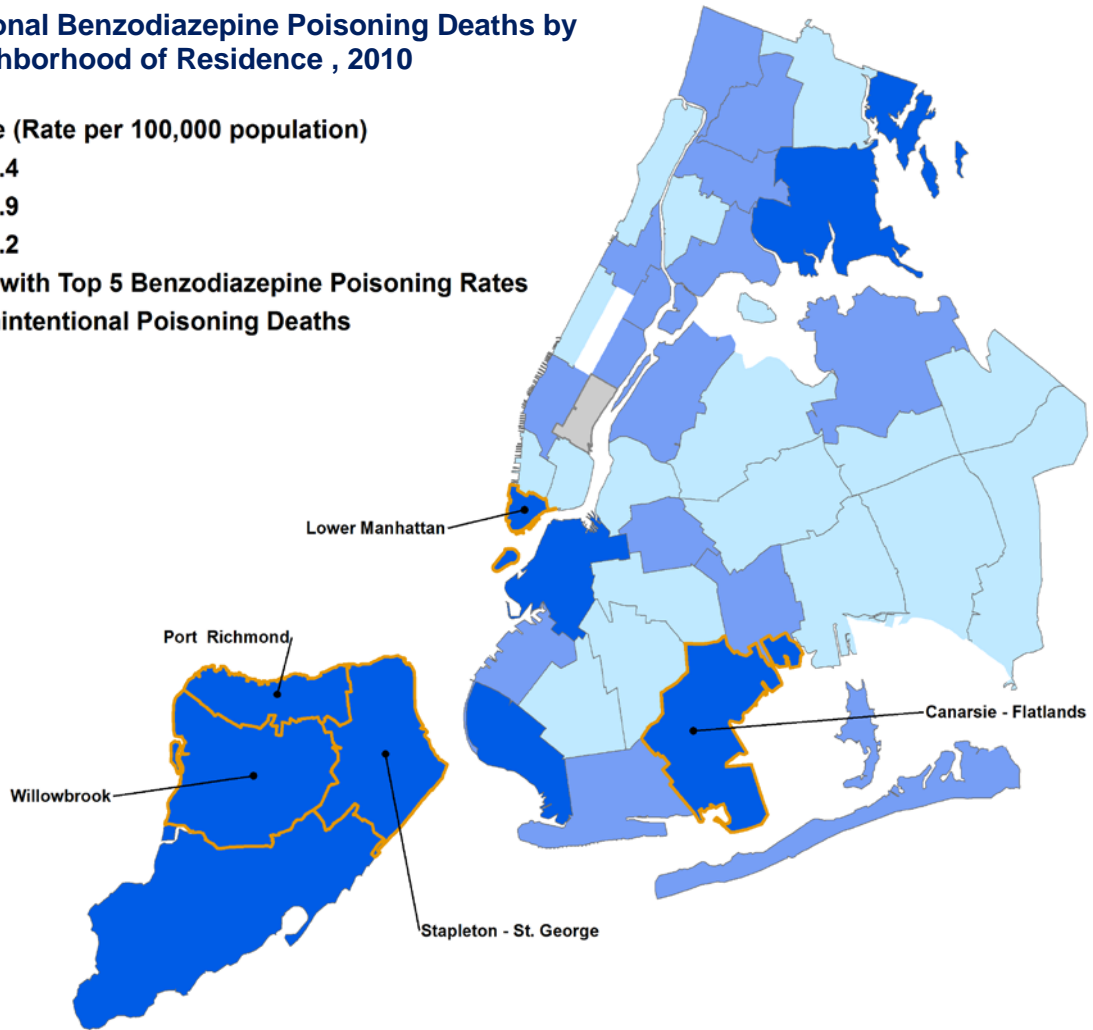 onal Benzodiazepine Poisoning Deaths by
hborhood of Residence , 2010
e (Rate per 100,000 population)
.4
.9
.2
with Top 5 Benzodiazepine Poisoning Rates
intentional Poisoning Deaths
Lower Manhattan
Port Richmond
Canarsie - Flatlands
Willowbrook
Stapleton - St. George